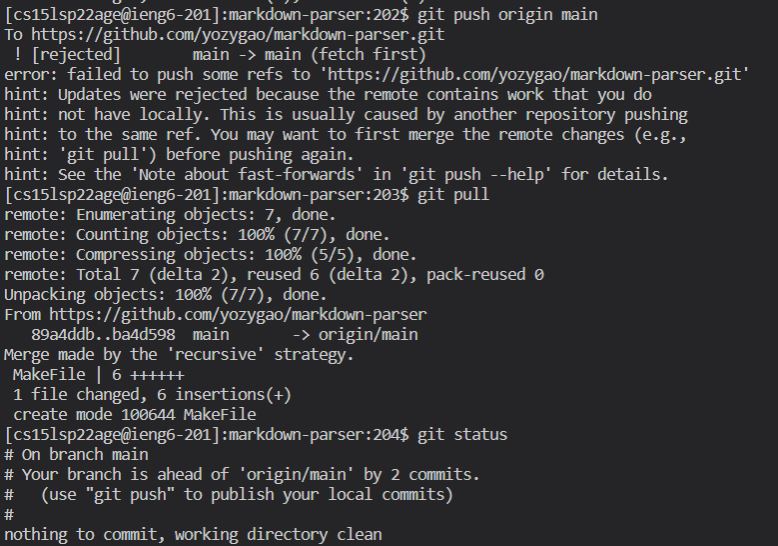 [cs15lsp22age@ieng6-201]:markdown-parser:202$ git push origin main
To https://github.com/yozygao/markdown-parser.git
 ! [rejected]        main -> main (fetch first)
error: failed to push some refs to 'https://github.com/yozygao/markdown-parser.git'
hint: Updates were rejected because the remote contains work that you do
hint: not have locally. This is usually caused by another repository pushing
hint: to the same ref. You may want to first merge the remote changes (e.g.,
hint: 'git pull') before pushing again.
hint: See the 'Note about fast-forwards' in 'git push --help' for details.
[cs15lsp22age@ieng6-201]:markdown-parser:203$ git pull
remote: Enumerating objects: 7, done.
remote: Counting objects: 100% (7/7), done.
remote: Compressing objects: 100% (5/5), done.
remote: Total 7 (delta 2), reused 6 (delta 2), pack-reused 0
Unpacking objects: 100% (7/7), done.
From https://github.com/yozygao/markdown-parser
   89a4ddb..ba4d598  main       -> origin/main
Merge made by the 'recursive' strategy.
 MakeFile | 6 ++++++
 1 file changed, 6 insertions(+)
 create mode 100644 MakeFile
[cs15lsp22age@ieng6-201]:markdown-parser:204$ git status
# On branch main
# Your branch is ahead of 'origin/main' by 2 commits.
#   (use "git push" to publish your local commits)
#
nothing to commit, working directory clean